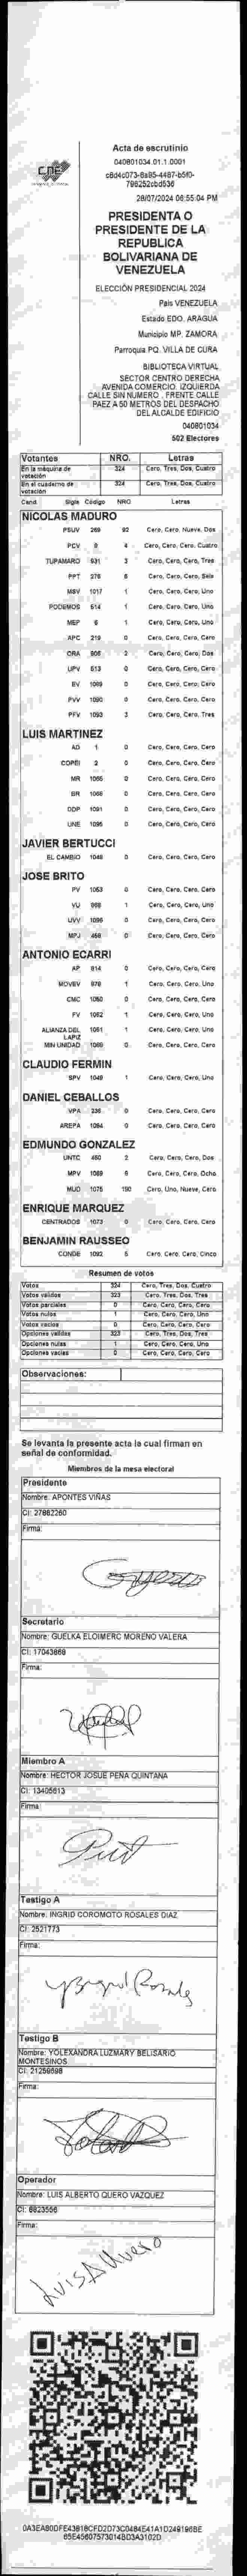 CNE
Acta de escrutinio
040801034.01.1.0001
796252cbd536
28/07/2024 06:55:04 PM
PRESIDENTA O
PRESIDENTE DE LA
REPUBLICA
BOLIVARIANA DE
VENEZUELA
ELECCIÓN PRESIDENCIAL 2024
País VENEZUELA
Estado EDO. ARAGUA
Municipio MP. ZAMORA
Parroquia PQ. VILLA DE CURA
BIBLIOTECA VIRTUAL
SECTOR CENTRO DERECHA
AVENIDA COMERCIO. IZQUIERDA
CALLE SIN NUMERO . FRENTE CALLE
PAEZ A 50 METROS DEL DESPACHO
DEL ALCALDE EDIFICIO
040801034
502 Electores
Votantes NRO. Letras
En la máquina de votación 324 Cero, Tres, Dos, Cuatro
En el cuaderno de votación 324 Cero, Tres, Dos, Cuatro
Cand Sigla Código NRO Letras
NICOLAS MADURO
PSUV 269 92 Cero, Cero, Nueve, Dos
PCV 8 4 Cero, Cero, Cero, Cuatro
TUPAMARO 931 3 Cero, Cero, Cero, Tres
PPT 276 6 Cero, Cero, Cero, Seis
MSV 1017 1 Cero, Cero, Cero, Uno
PODEMOS 514 1 Cero, Cero, Cero, Uno
MEP 6 1 Cero, Cero, Cero, Uno
APC 219 0 Cero, Cero, Cero, Cero
ORA 906 2 Cero, Cero, Cero, Dos
UPV 613 0 Cero, Cero, Cero, Cero
EV 1089 0 Cero, Cero, Cero, Cero
PVV 1090 0 Cero, Cero, Cero, Cero
PFV 1093 3 Cero, Cero, Cero, Tres
LUIS MARTINEZ
AD 1 0 Cero, Cero, Cero, Cero
COPEI 2 0 Cero, Cero, Cero, Cero
MR 1066 0 Cero, Cero, Cero, Cero
BR 1068 0 Cero, Cero, Cero, Cero
DDP 1091 0 Cero, Cero, Cero, Cero
UNE 1095 0 Cero, Cero, Cero, Cero
JAVIER BERTUCCI
EL CAMBIO 1048 0 Cero, Cero, Cero, Cero
JOSE BRITO
PV 1053 0 Cero, Cero, Cero, Cero
VU 968 1 Cero, Cero, Cero, Uno
UVV 1096 0 Cero, Cero, Cero, Cero
MPJ 458 0 Cero, Cero, Cero, Cero
ANTONIO ECARRI
AP 814 0 Cero, Cero, Cero, Cero
MOVEV 978 1 Cero, Cero, Cero, Uno
CMC 1050 0 Cero, Cero, Cero, Cero
FV 1052 1 Cero, Cero, Cero, Uno
ALIANZA DEL LAPIZ 1051 1 Cero, Cero, Cero, Uno
MIN UNIDAD 1069 0 Cero, Cero, Cero, Cero
CLAUDIO FERMIN
SPV 1049 1 Cero, Cero, Cero, Uno
DANIEL CEBALLOS
VPA 236 0 Cero, Cero, Cero, Cero
AREPA 1094 0 Cero, Cero, Cero, Cero
EDMUNDO GONZALEZ
UNTC 450 2 Cero, Cero, Cero, Dos
MPV 1069 8 Cero, Cero, Cero, Ocho
MUD 1075 190 Cero, Uno, Nueve, Cero
ENRIQUE MARQUEZ
CENTRADOS 1073 0 Cero, Cero, Cero, Cero
BENJAMIN RAUSSEO
CONDE 1092 5 Cero, Cero, Cero, Cinco
Resumen de votos
Votos 324 Cero, Tres, Dos, Cuatro
Votos válidos 323 Cero, Tres, Dos, Tres
Votos parciales 0 Cero, Cero, Cero, Cero
Votos nulos 1 Cero, Cero, Cero, Uno
Votos vacíos 0 Cero, Cero, Cero, Cero
Opciones válidas 323 Cero, Tres, Dos, Tres
Opciones nulas 1 Cero, Cero, Cero, Uno
Opciones vacías 0 Cero, Cero, Cero, Cero
Observaciones:
Se levanta la presente acta la cual firman en
señal de conformidad.
Miembros de la mesa electoral
Presidente
Nombre: APONTES VIÑAS
CI: 27882260
Firma:
Secretario
Nombre: GUELKA ELOIMERC MORENO VALERA
CI: 17043868
Firma:
Miembro A
Nombre: HECTOR JOSUE PEÑA QUINTANA
CI: 13405613
Firma:
Testigo A
Nombre: INGRID COROMOTO ROSALES DIAZ
CI: 2521773
Firma:
Ingrid Rosales
Testigo B
Nombre: YOLEXANDRA LUZMARY BELISARIO
MONTESINOS
CI: 21259598
Firma:
Operador
Nombre: LUIS ALBERTO QUERO VAZQUEZ
CI: 8823566
Firma:
Luis A Quero